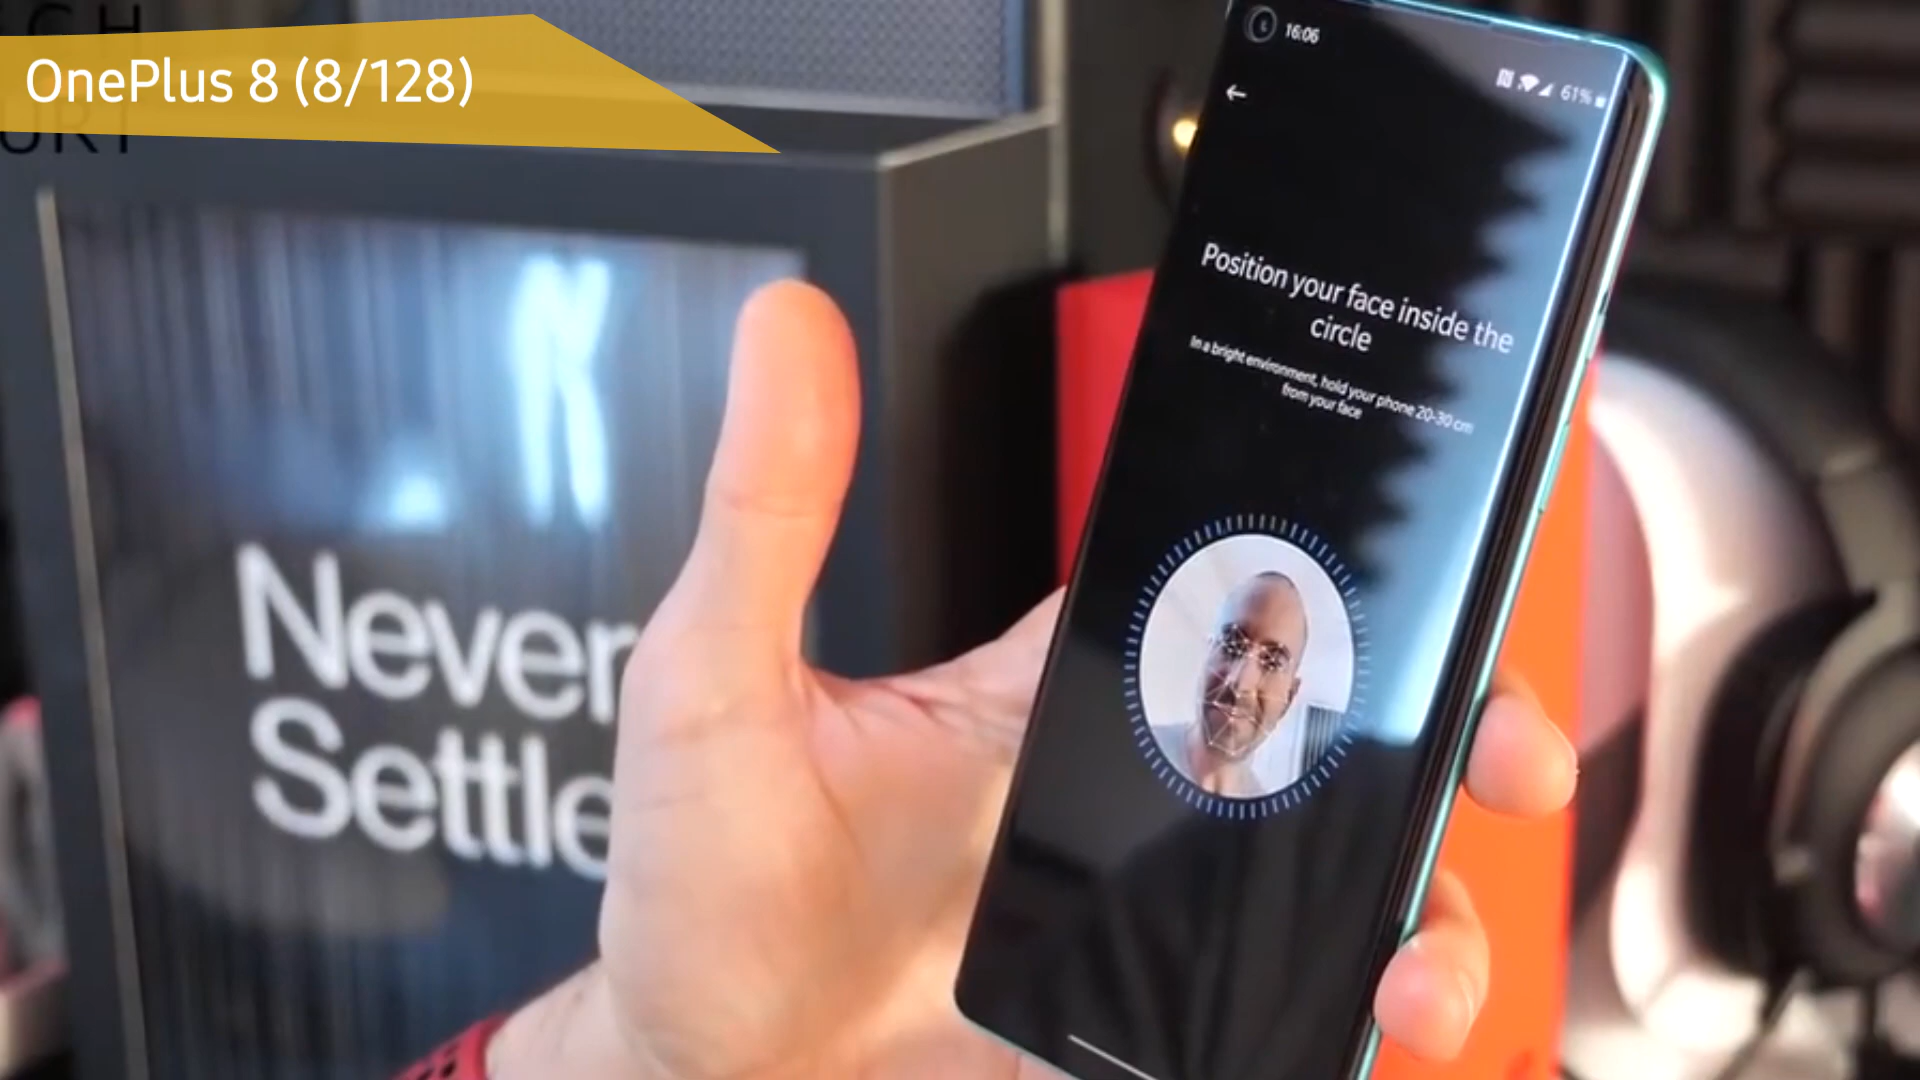 OnePlus 8 (8/128)
16:06
61%
Position your face inside the
circle
In a bright environment, hold your phone 20-30 cm
from your face
Never
Settle